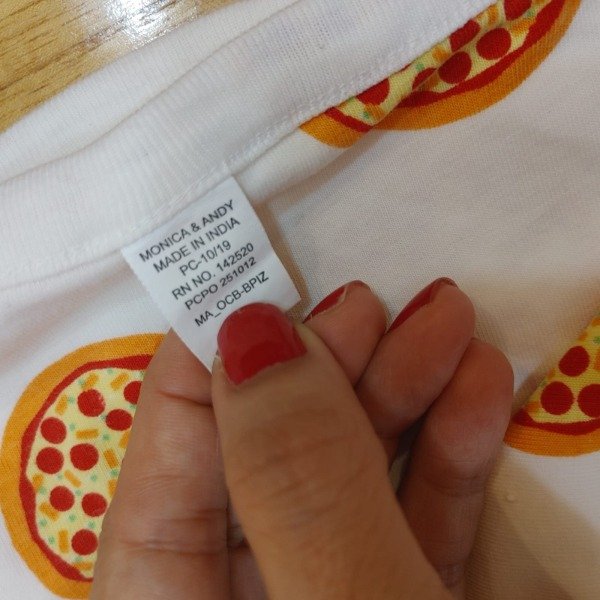 MONICA & ANDY
MADE IN INDIA
PC-10/19
RN NO. 142520
PCPO 251012
MA_OCB-BPIZ